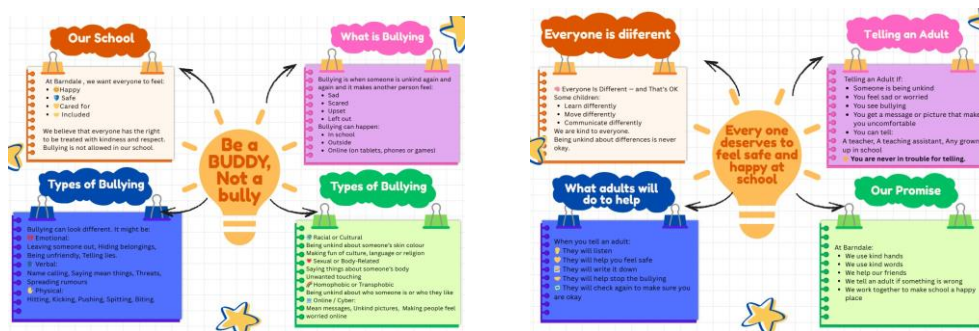 Our School
At Barndale , we want everyone to feel:
• Happy
• Safe
• Cared for
• Included
We believe that everyone has the right
to be treated with kindness and respect.
Bullying is not allowed in our school.
What is Bullying
Bullying is when someone is unkind again and
again and it makes another person feel:
• Sad
• Scared
• Upset
• Left out
Bullying can happen:
• In school
• Outside
• Online (on tablets, phones or games)
Be a
BUDDY,
Not a
bully
Types of Bullying
Bullying can look different. It might be:
Emotional:
Leaving someone out, Hiding belongings,
Being unfriendly, Telling lies.
Verbal:
Name calling, Saying mean things, Threats,
Spreading rumours
Physical:
Hitting, Kicking, Pushing, Spitting, Biting
Types of Bullying
Racial or Cultural
Being unkind about someone's skin colour
Making fun of culture, language or religion
Sexual or Body-Related
Saying things about someone's body
Unwanted touching
Homophobic or Transphobic
Being unkind about who someone is or who they like
Online / Cyber:
Mean messages, Unkind pictures, Making people feel
worried online
Everyone is diifferent
Everyone Is Different — and That's OK
Some children:
• Learn differently
• Move differently
• Communicate differently
We are kind to everyone.
Being unkind about differences is never
okay.
Telling an Adult
Telling an Adult If:
• Someone is being unkind
• You feel sad or worried
• You see bullying
• You get a message or picture that make
you uncomfortable
• You can tell:
A teacher, A teaching assistant, Any grown
up in school
You are never in trouble for telling.
Every one
deserves to
feel safe and
happy at
school
What adults will
do to help
When you tell an adult:
They will listen
They will help you feel safe
They will write it down
They will help stop the bullying
They will check again to make sure you
are okay
Our Promise
At Barndale:
• We use kind hands
• We use kind words
• We help our friends
• We tell an adult if something is wrong
• We work together to make school a happy
place